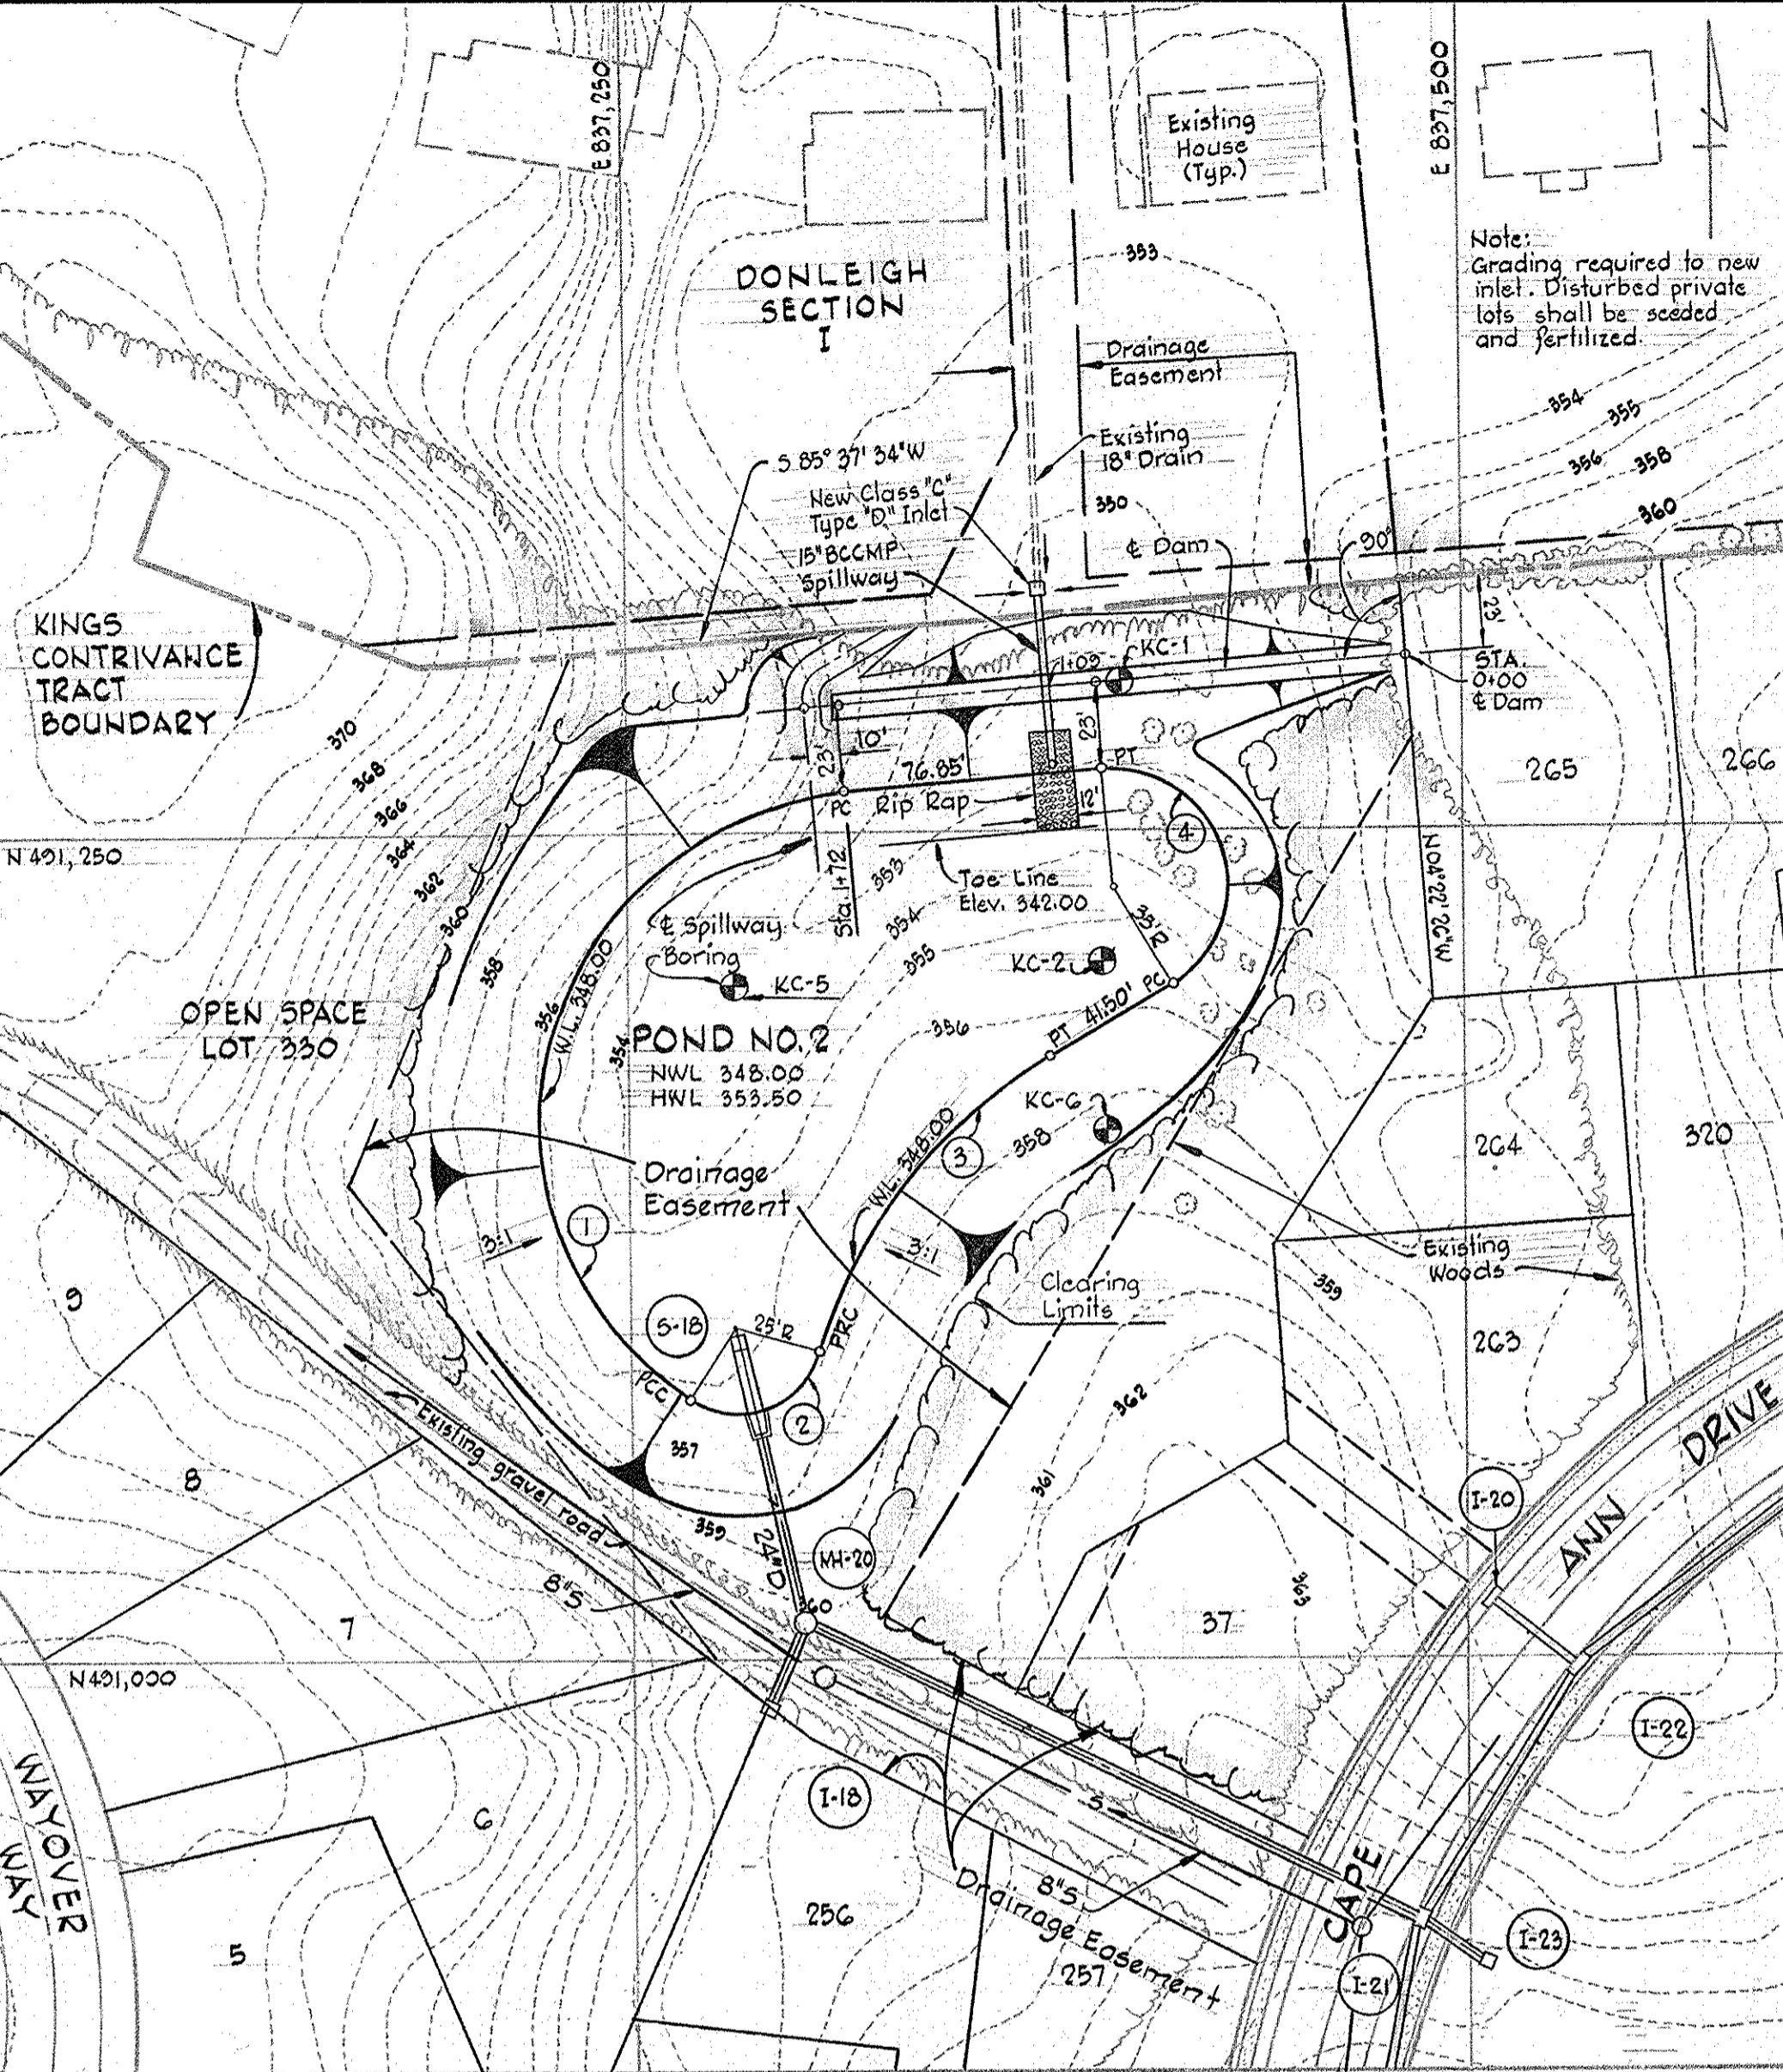 E 837,250
E 837,500
Existing
House
(Typ.)
Note:
Grading required to new
inlet. Disturbed private
lots shall be seeded
and fertilized.
353
DONLEIGH
SECTION
I
Drainage
Easement
354
355
356
358
360
S 85° 37' 34" W
Existing
18" Drain
New Class "C"
Type "D" Inlet
15" BCCMP
Spillway
350
℄ Dam
90°
KINGS
CONTRIVANCE
TRACT
BOUNDARY
23'
1+09
KC-1
STA.
0+00
℄ Dam
370
368
366
364
362
360
358
356
354
10'
23'
23'
76.85'
PT
PC
Rip Rap
12'
4
265
266
N 491,250
N04° 22' 26" W
Sta. 1+72
353
354
355
Toe Line
Elev. 342.00
℄ Spillway
Boring
KC-5
KC-2
35'R
PC
41.50'
PT
W.L. 348.00
OPEN SPACE
LOT 330
POND NO. 2
NWL 348.00
HWL 353.50
356
KC-6
358
W.L. 348.00
3
264
320
Drainage
Easement
1
3:1
3:1
Existing
Woods
Clearing
Limits
359
263
9
S-18
25'R
PRC
PCC
2
362
Existing gravel road
357
361
DRIVE
8
I-20
359
24"D
MH-20
ANN
8"S
360
363
37
7
N 491,000
I-22
I-18
WAYOVER
WAY
6
S
CAPE
8"S
Drainage Easement
256
257
I-23
I-21
5